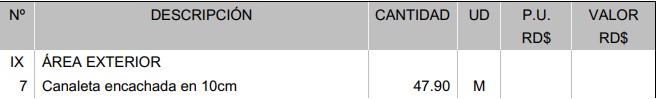 Nº DESCRIPCIÓN CANTIDAD UD P.U. VALOR
RD$ RD$
IX ÁREA EXTERIOR
7 Canaleta encachada en 10cm 47.90 M